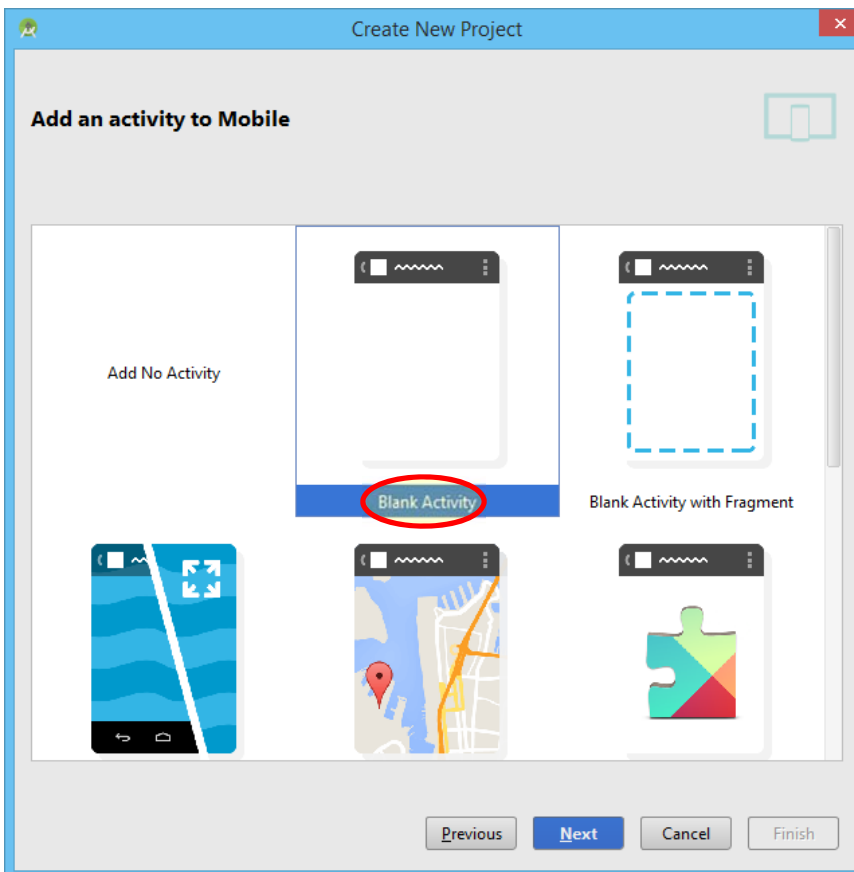 Create New Project
Add an activity to Mobile
Add No Activity
Blank Activity
Blank Activity with Fragment
Previous
Next
Cancel
Finish